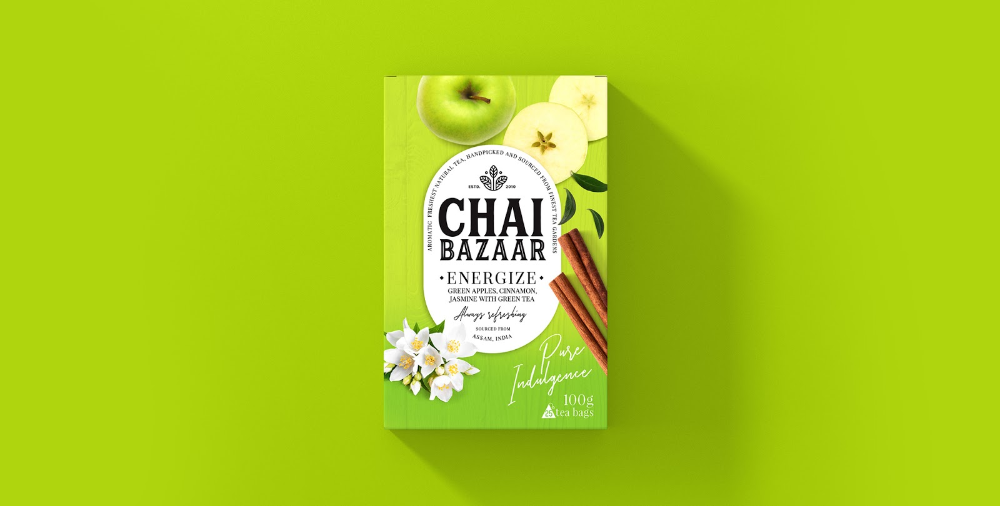 AROMATIC FRESHEST NATURAL TEA, HANDPICKED AND SOURCED FROM FINEST TEA GARDENS
ESTD. 2019
CHAI
BAZAAR
ENERGIZE
GREEN APPLES, CINNAMON,
JASMINE WITH GREEN TEA
Always refreshing
SOURCED FROM
ASSAM, INDIA
Pure
Indulgence
100g
25 tea bags